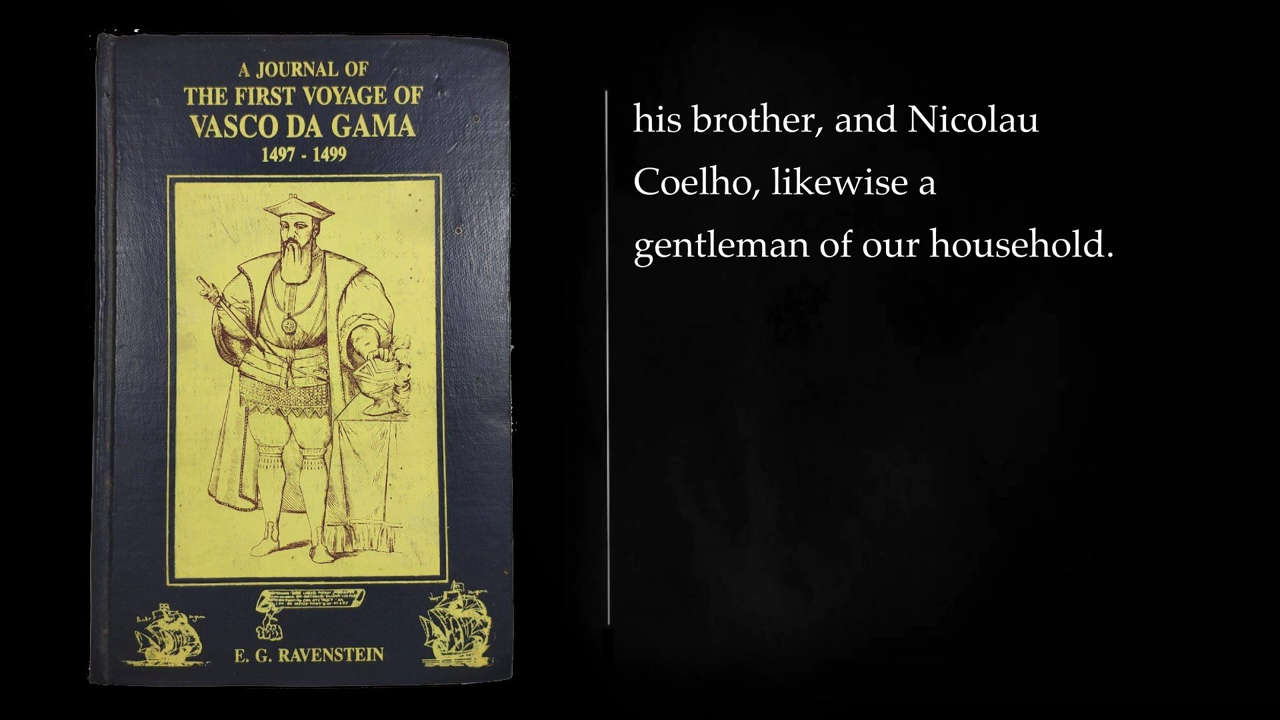 A JOURNAL OF
THE FIRST VOYAGE OF
VASCO DA GAMA
1497 - 1499
E. G. RAVENSTEIN
his brother, and Nicolau
Coelho, likewise a
gentleman of our household.